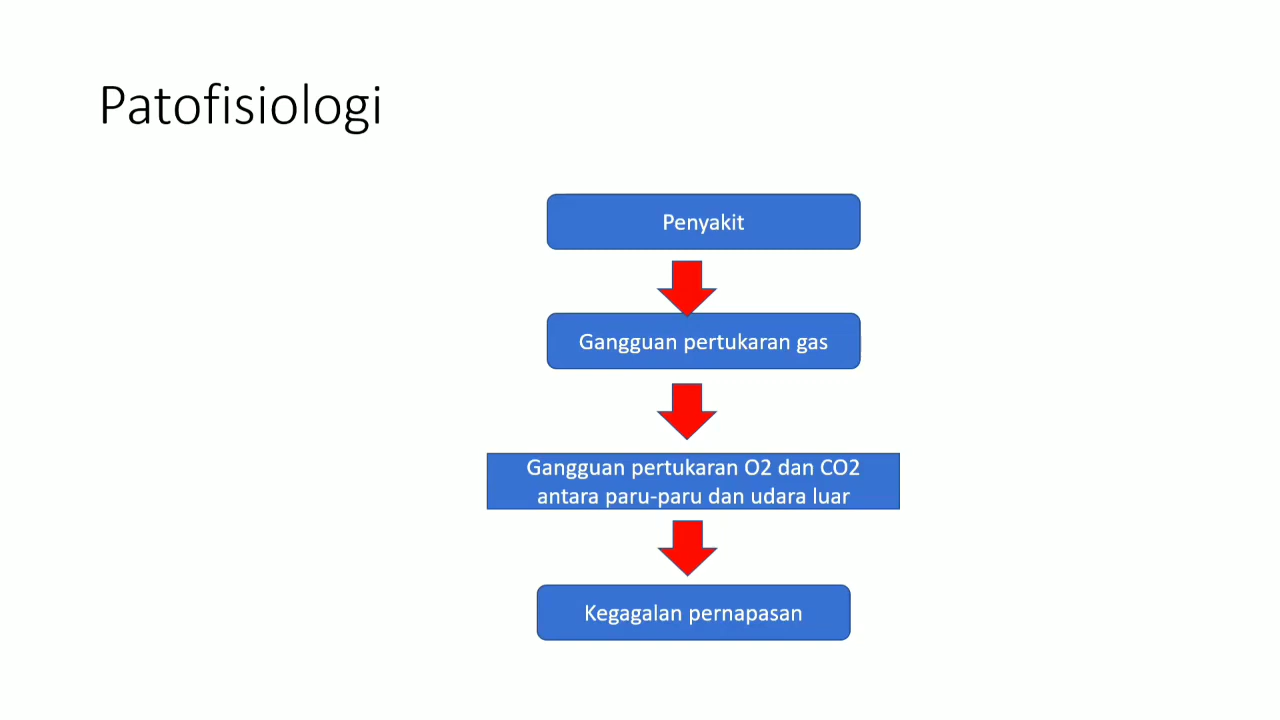 Patofisiologi
Penyakit
Gangguan pertukaran gas
Gangguan pertukaran O2 dan CO2
antara paru-paru dan udara luar
Kegagalan pernapasan